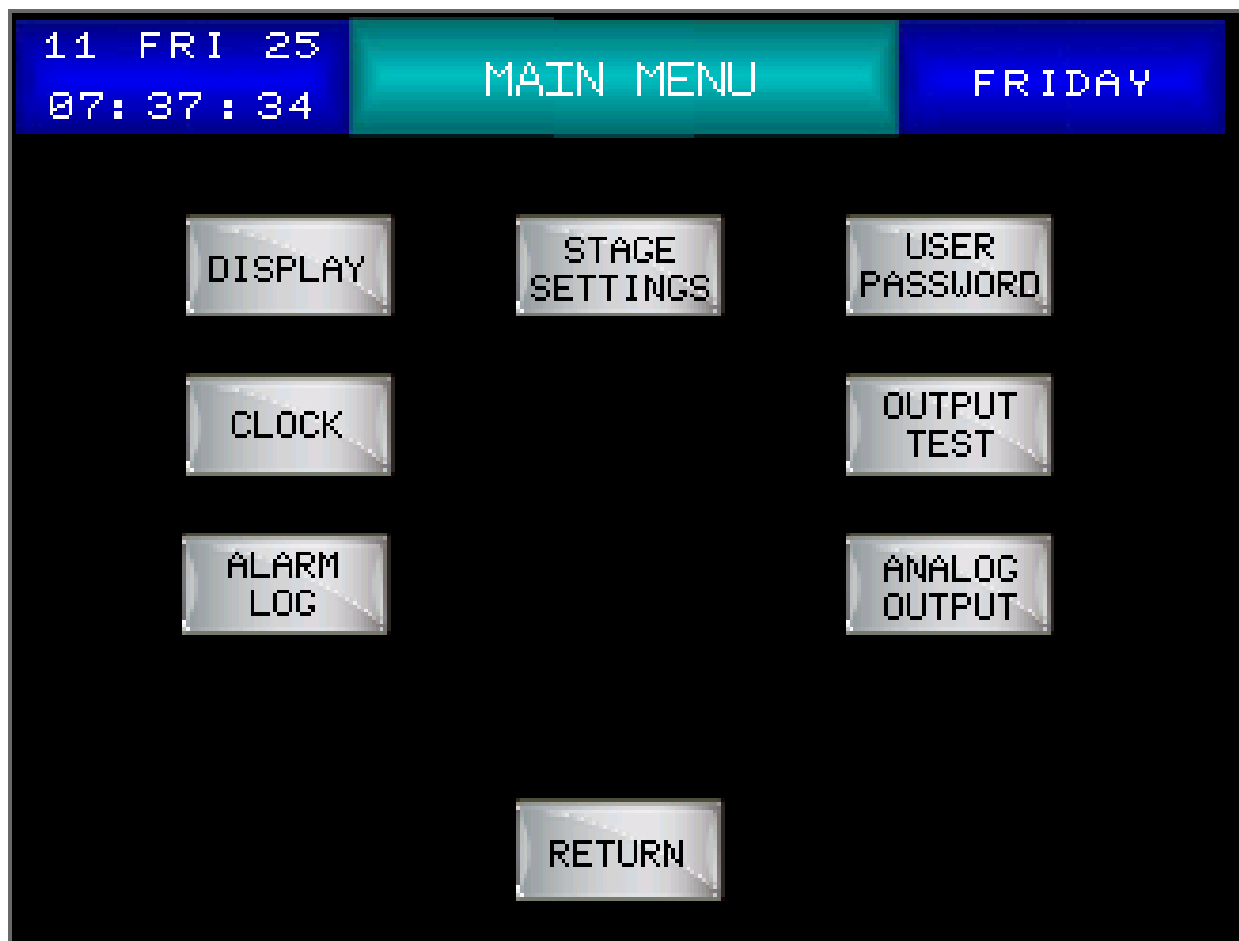 11 FRI 25
07:37:34
MAIN MENU
FRIDAY
DISPLAY
STAGE
SETTINGS
USER
PASSWORD
CLOCK
OUTPUT
TEST
ALARM
LOG
ANALOG
OUTPUT
RETURN